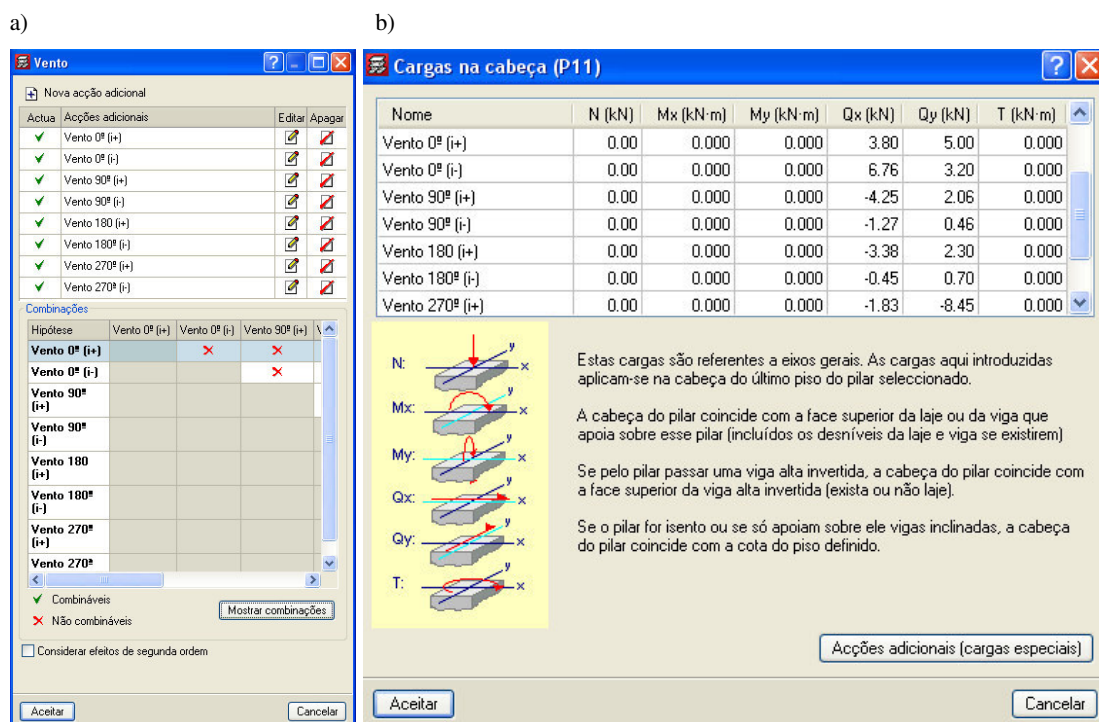 a)
b)
Vento
Nova acção adicional
Actua Acções adicionais Editar Apagar
Vento 0º (i+)
Vento 0º (i-)
Vento 90º (i+)
Vento 90º (i-)
Vento 180 (i+)
Vento 180º (i-)
Vento 270º (i+)
Vento 270º (i-)
Combinações
Hipótese Vento 0º (i+) Vento 0º (i-) Vento 90º (i+) V
Vento 0º (i+)
Vento 0º (i-)
Vento 90º
(i+)
Vento 90º
(i-)
Vento 180
(i+)
Vento 180º
(i-)
Vento 270º
(i+)
Vento 270º
Combináveis
Não combináveis
Mostrar combinações
Considerar efeitos de segunda ordem
Aceitar Cancelar
Cargas na cabeça (P11)
Nome N (kN) Mx (kN·m) My (kN·m) Qx (kN) Qy (kN) T (kN·m)
Vento 0º (i+) 0.00 0.000 0.000 3.80 5.00 0.000
Vento 0º (i-) 0.00 0.000 0.000 6.76 3.20 0.000
Vento 90º (i+) 0.00 0.000 0.000 -4.25 2.06 0.000
Vento 90º (i-) 0.00 0.000 0.000 -1.27 0.46 0.000
Vento 180 (i+) 0.00 0.000 0.000 -3.38 2.30 0.000
Vento 180º (i-) 0.00 0.000 0.000 -0.45 0.70 0.000
Vento 270º (i+) 0.00 0.000 0.000 -1.83 -8.45 0.000
N: y x
Mx: y x
My: y x
Qx: y x
Qy: y x
T: y x
Estas cargas são referentes a eixos gerais. As cargas aqui introduzidas
aplicam-se na cabeça do último piso do pilar seleccionado.
A cabeça do pilar coincide com a face superior da laje ou da viga que
apoia sobre esse pilar (incluídos os desníveis da laje e viga se existirem)
Se pelo pilar passar uma viga alta invertida, a cabeça do pilar coincide com
a face superior da viga alta invertida (exista ou não laje).
Se o pilar for isento ou se só apoiam sobre ele vigas inclinadas, a cabeça
do pilar coincide com a cota do piso definido.
Acções adicionais (cargas especiais)
Aceitar Cancelar